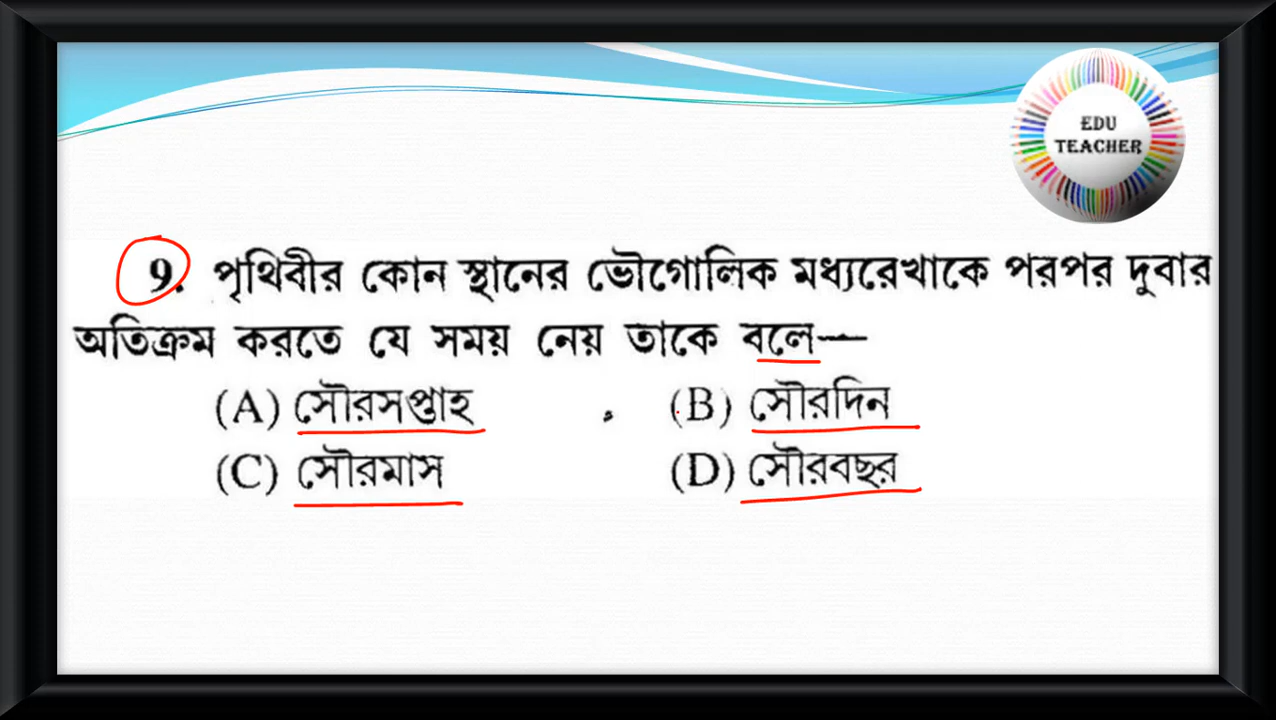 EDU
TEACHER
9. পৃথিবীর কোন স্থানের ভৌগোলিক মধ্যরেখাকে পরপর দুবার
অতিক্রম করতে যে সময় নেয় তাকে বলে—
(A) সৌরসপ্তাহ (B) সৌরদিন
(C) সৌরমাস (D) সৌরবছর